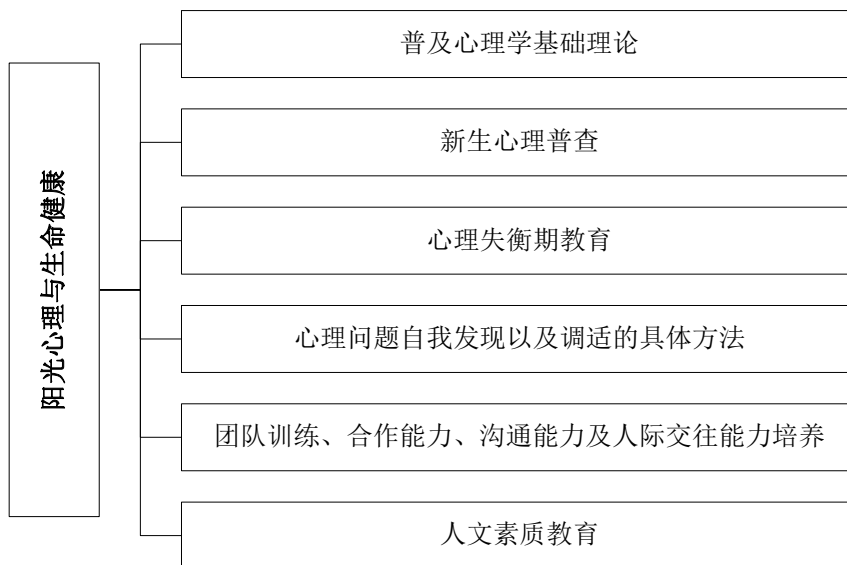 阳光心理与生命健康
普及心理学基础理论
新生心理普查
心理失衡期教育
心理问题自我发现以及调适的具体方法
团队训练、合作能力、沟通能力及人际交往能力培养
人文素质教育